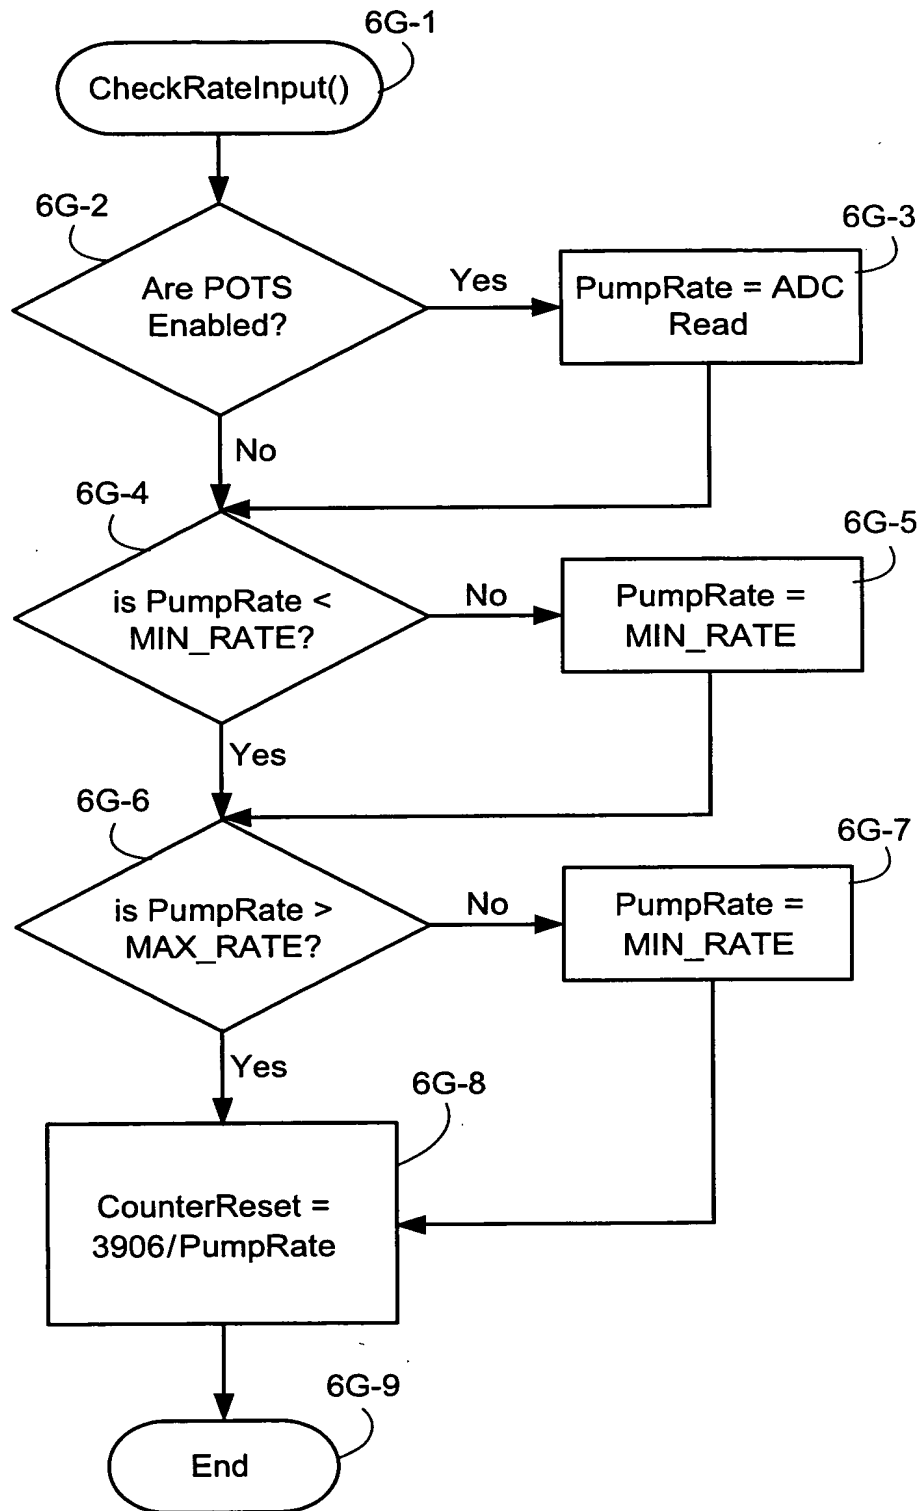 6G-1
CheckRateInput()
6G-2
Are POTS
Enabled?
Yes
6G-3
PumpRate = ADC
Read
No
6G-4
is PumpRate <
MIN_RATE?
No
6G-5
PumpRate =
MIN_RATE
Yes
6G-6
is PumpRate >
MAX_RATE?
No
6G-7
PumpRate =
MIN_RATE
Yes
6G-8
CounterReset =
3906/PumpRate
6G-9
End